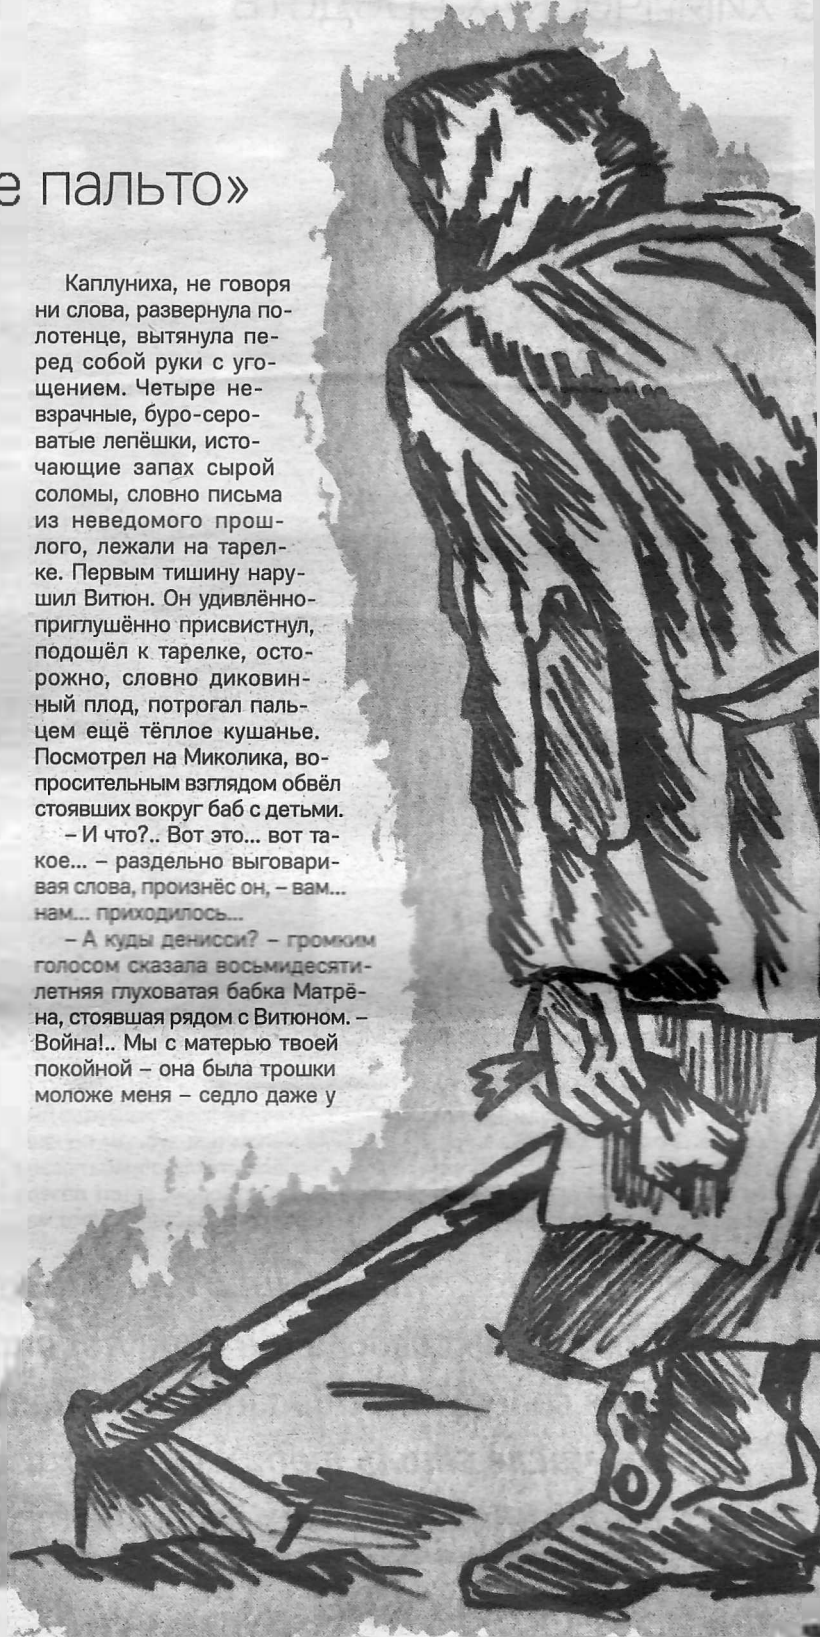 е пальто»
Каплуниха, не говоря
ни слова, развернула по-
лотенце, вытянула пе-
ред собой руки с уго-
щением. Четыре не-
взрачные, буро-серо-
ватые лепёшки, исто-
чающие запах сырой
соломы, словно письма
из неведомого прош-
лого, лежали на тарел-
ке. Первым тишину нару-
шил Витюн. Он удивлённо-
приглушённо присвистнул,
подошёл к тарелке, осто-
рожно, словно диковин-
ный плод, потрогал паль-
цем ещё тёплое кушанье.
Посмотрел на Миколика, во-
просительным взглядом обвёл
стоявших вокруг баб с детьми.
– И что?.. Вот это... вот та-
кое... – раздельно выговари-
вая слова, произнёс он, – вам...
нам... приходилось...
– А куды денисси? – громким
голосом сказала восьмидесяти-
летняя глуховатая бабка Матрё-
на, стоявшая рядом с Витюном. –
Война!.. Мы с матерью твоей
покойной – она была трошки
моложе меня – седло даже у